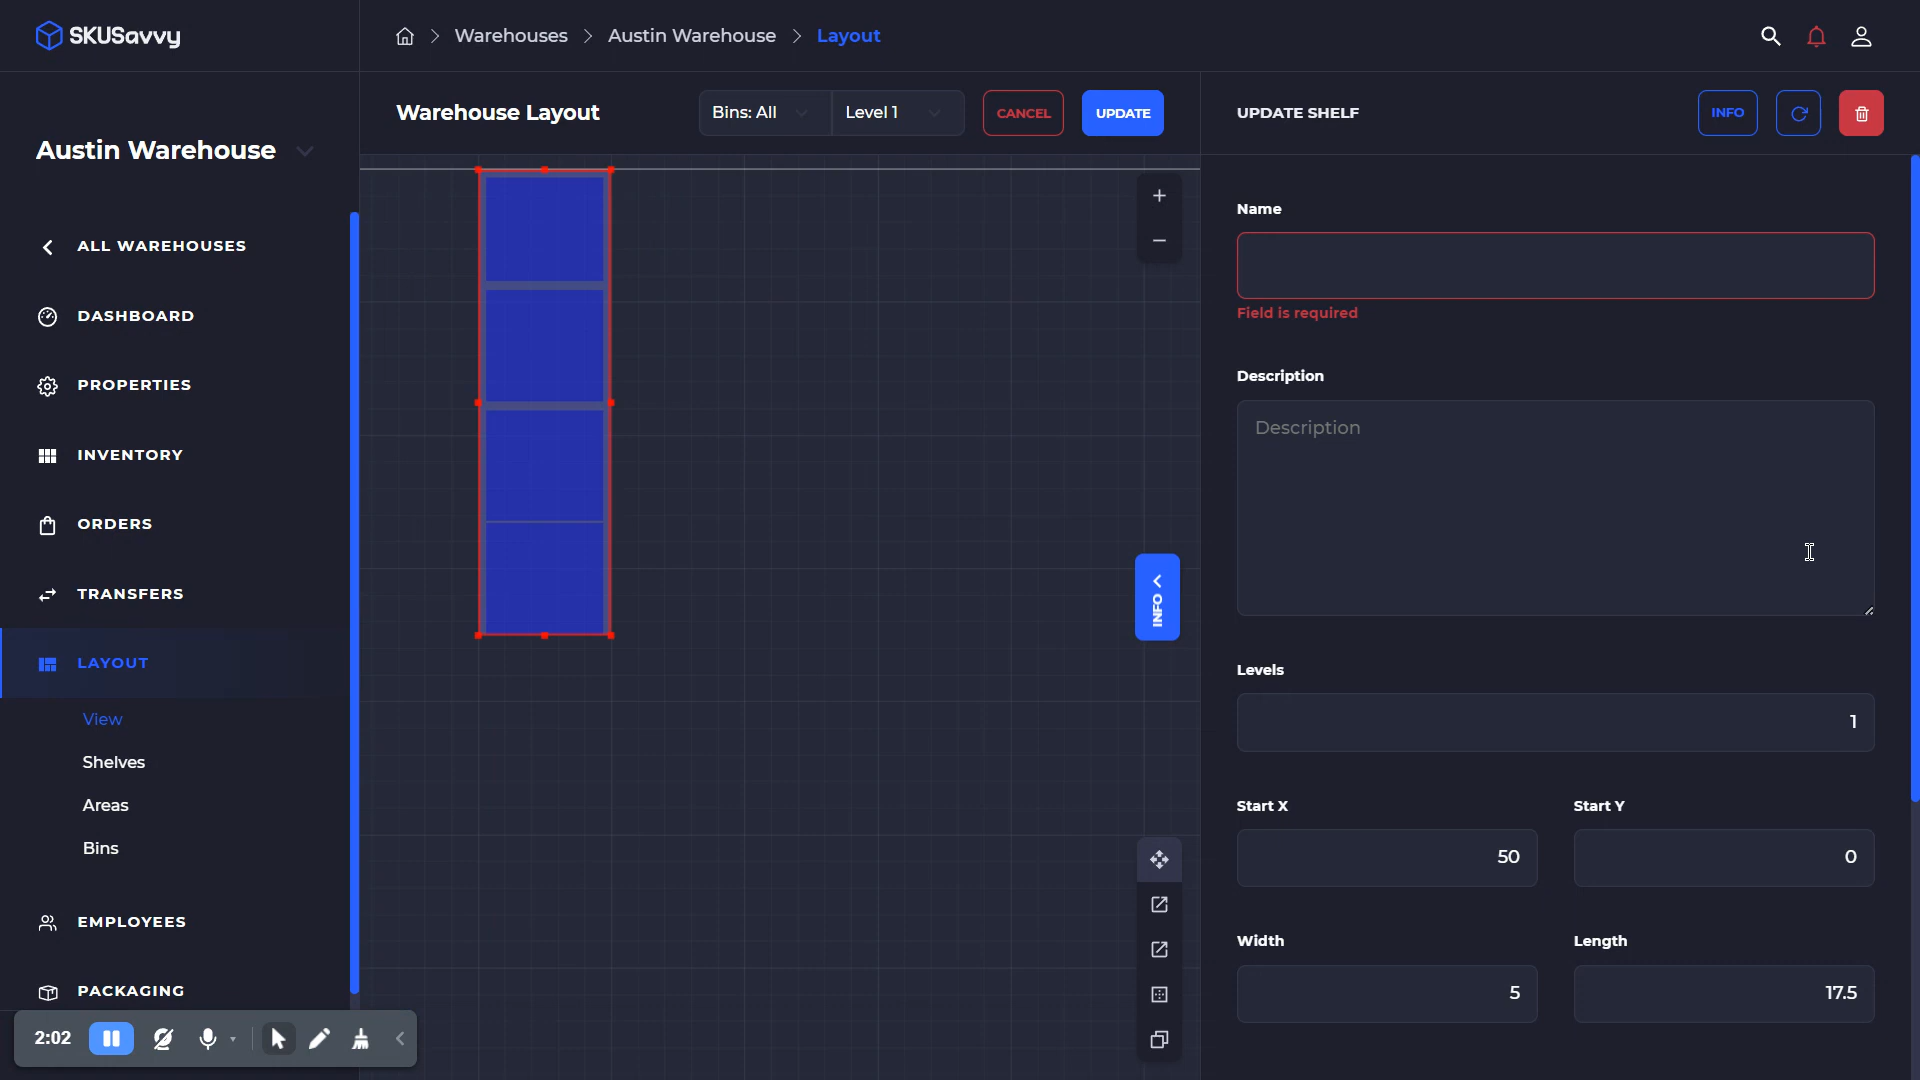 SKUSavvy
Warehouses
Austin Warehouse
Layout
Austin Warehouse
Warehouse Layout
Bins: All
Level 1
CANCEL
UPDATE
UPDATE SHELF
INFO
ALL WAREHOUSES
DASHBOARD
PROPERTIES
INVENTORY
ORDERS
TRANSFERS
LAYOUT
View
Shelves
Areas
Bins
EMPLOYEES
PACKAGING
2:02
INFO
Name
Field is required
Description
Description
Levels
1
Start X
Start Y
50
0
Width
Length
5
17.5